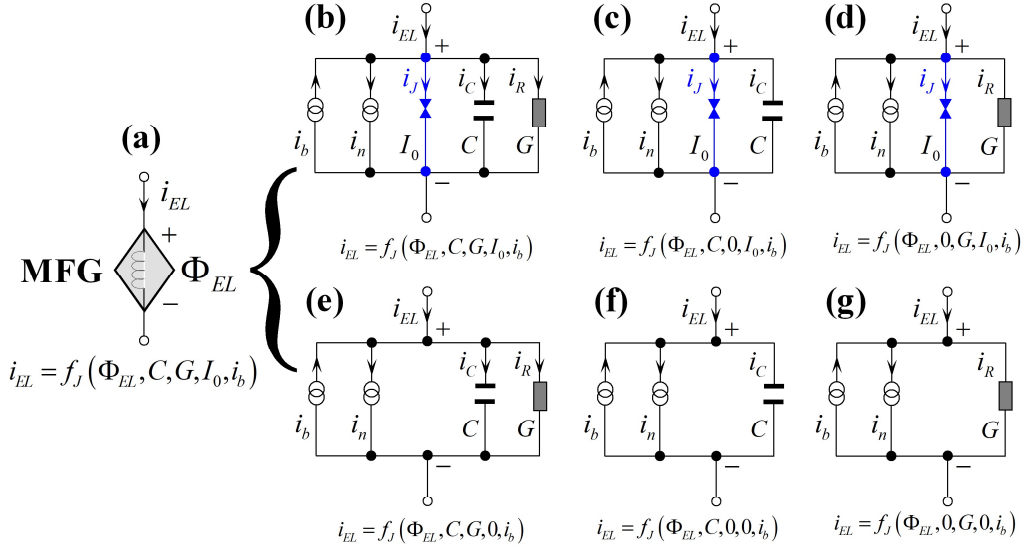 (a)
i_EL
+
MFG Φ_EL
−
i_EL = f_J(Φ_EL, C, G, I_0, i_b)
(b)
i_EL +
i_J i_C i_R
i_b i_n I_0 C G
−
i_EL = f_J(Φ_EL, C, G, I_0, i_b)
(c)
i_EL +
i_J i_C
i_b i_n I_0 C
−
i_EL = f_J(Φ_EL, C, 0, I_0, i_b)
(d)
i_EL +
i_J i_R
i_b i_n I_0 G
−
i_EL = f_J(Φ_EL, 0, G, I_0, i_b)
(e)
i_EL +
i_C i_R
i_b i_n C G
−
i_EL = f_J(Φ_EL, C, G, 0, i_b)
(f)
i_EL +
i_C
i_b i_n C
−
i_EL = f_J(Φ_EL, C, 0, 0, i_b)
(g)
i_EL +
i_R
i_b i_n G
−
i_EL = f_J(Φ_EL, 0, G, 0, i_b)